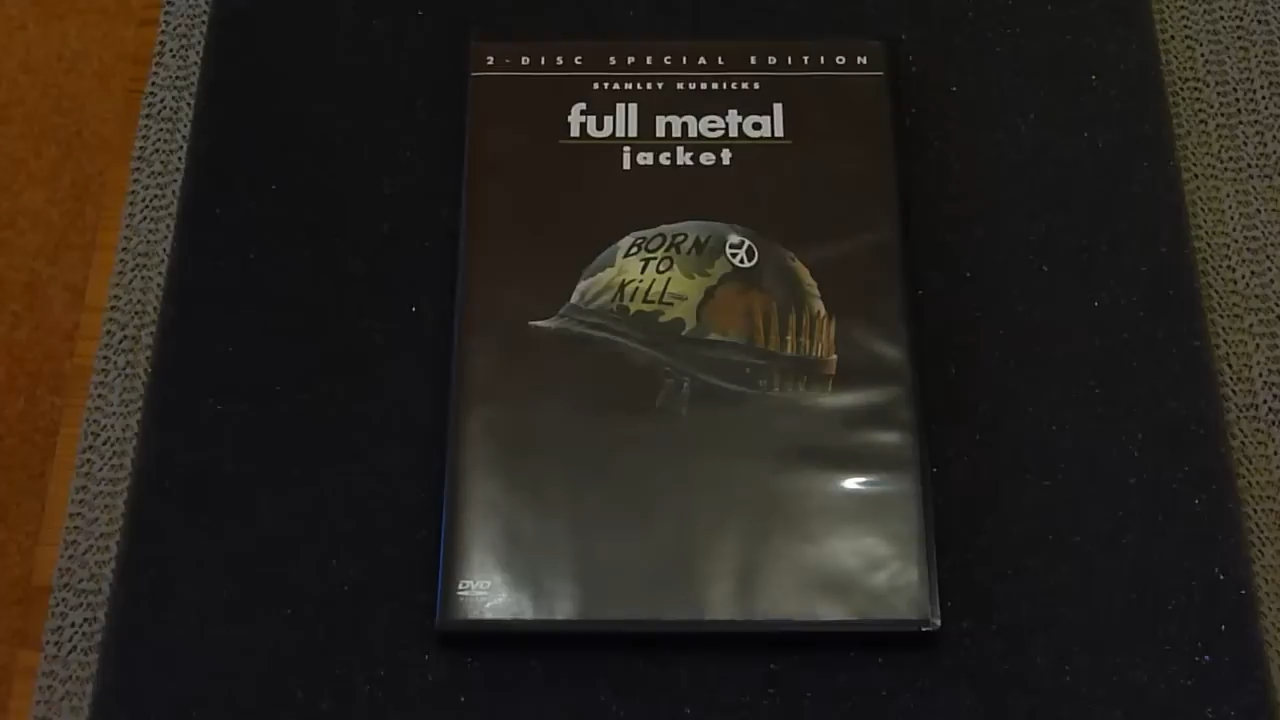 2-DISC SPECIAL EDITION
STANLEY KUBRICKS
full metal
jacket
BORN
TO
KiLL
DVD